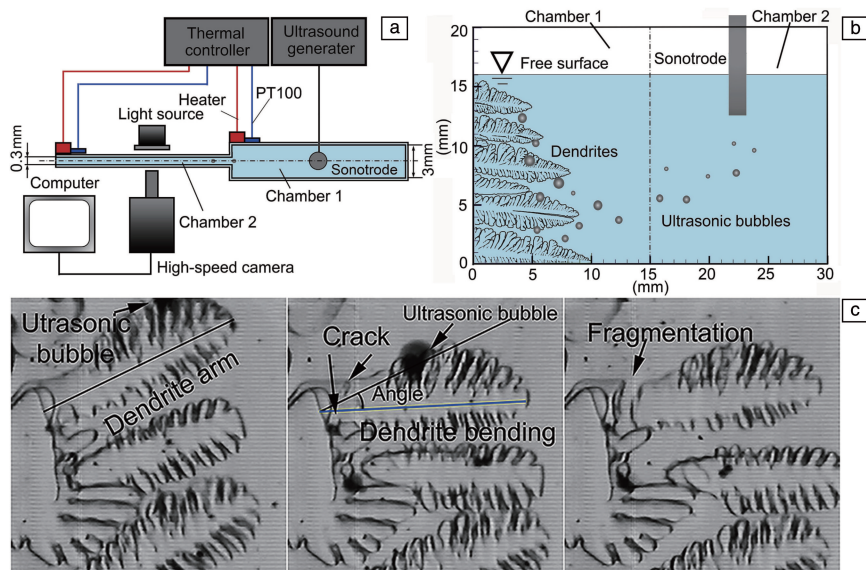 a
Thermal
controller
Ultrasound
generater
Heater
PT100
Light source
0.3mm
3mm
Sonotrode
Chamber 1
Computer
Chamber 2
High-speed camera
b
Chamber 1
Chamber 2
20
Free surface
Sonotrode
15
(mm)
10
Dendrites
5
Ultrasonic bubbles
0
0
5
10
15
20
25
30
(mm)
c
Utrasonic
bubble
Dendrite arm
Ultrasonic bubble
Crack
Angle
Dendrite bending
Fragmentation